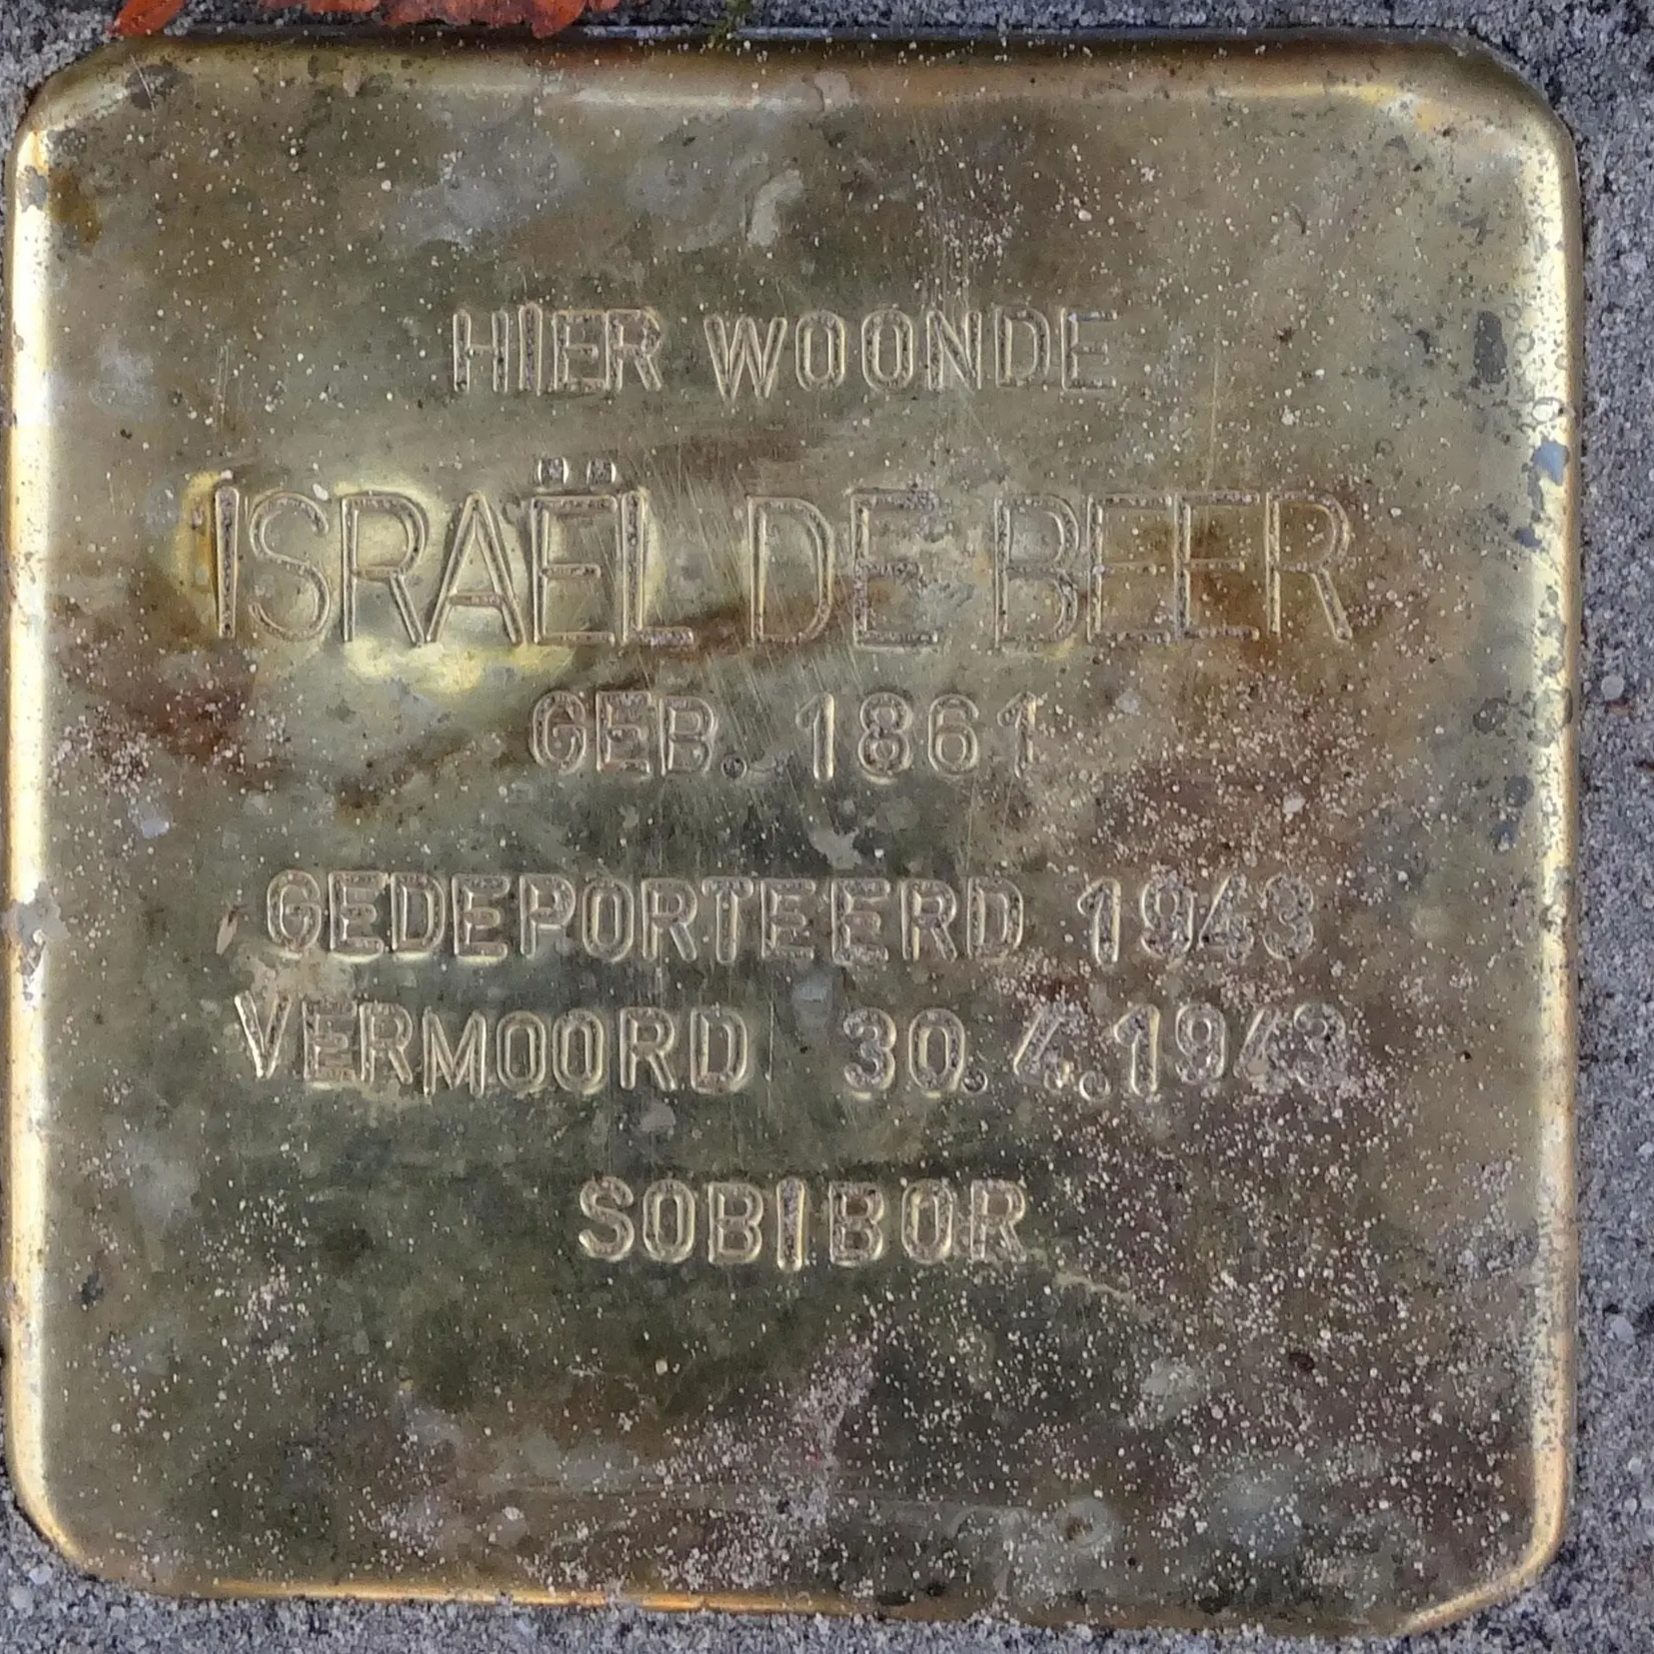 HIER WOONDE
ISRAËL DE BEER
GEB. 1861
GEDEPORTEERD 1943
VERMOORD 30.4.1943
SOBIBOR